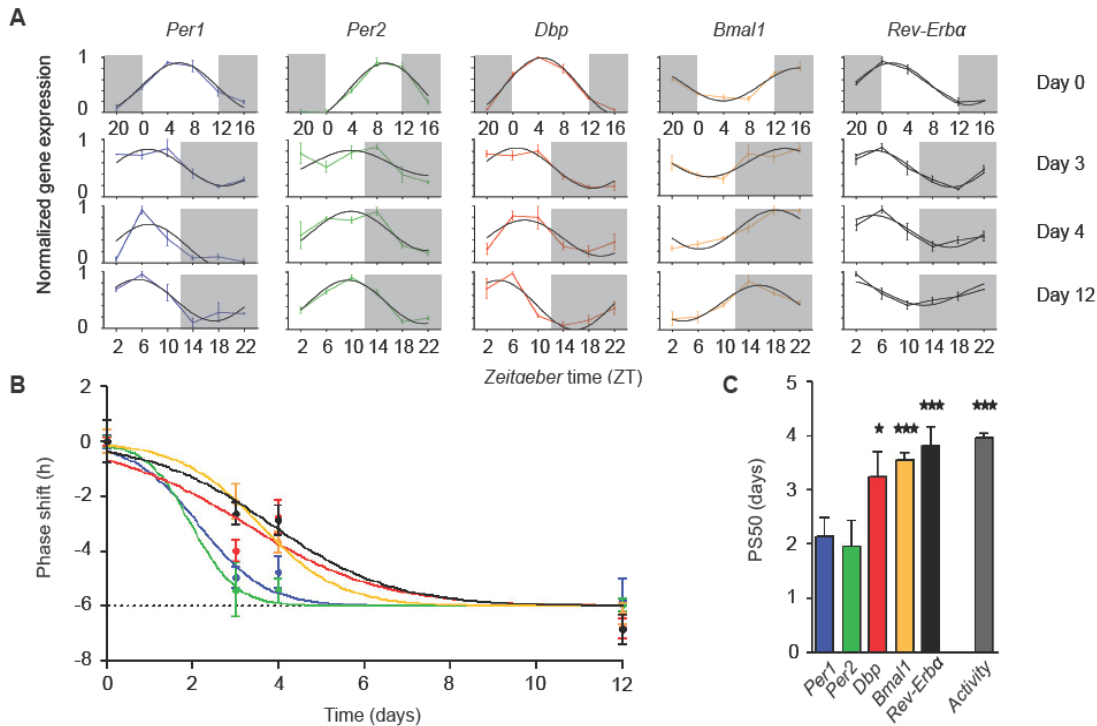 A
Per1 Per2 Dbp Bmal1 Rev-Erbα
Normalized gene expression
1 0 Day 0
20 0 4 8 12 16 20 0 4 8 12 16 20 0 4 8 12 16 20 0 4 8 12 16 20 0 4 8 12 16
1 0 Day 3
1 0 Day 4
1 0 Day 12
2 6 10 14 18 22 2 6 10 14 18 22 2 6 10 14 18 22 2 6 10 14 18 22 2 6 10 14 18 22
Zeitgeber time (ZT)
B
Phase shift (h)
2
0
-2
-4
-6
-8
0 2 4 6 8 10 12
Time (days)
C
PS50 (days)
5
4
3
2
1
0
★ ★★★ ★★★ ★★★
Per1 Per2 Dbp Bmal1 Rev-Erbα Activity